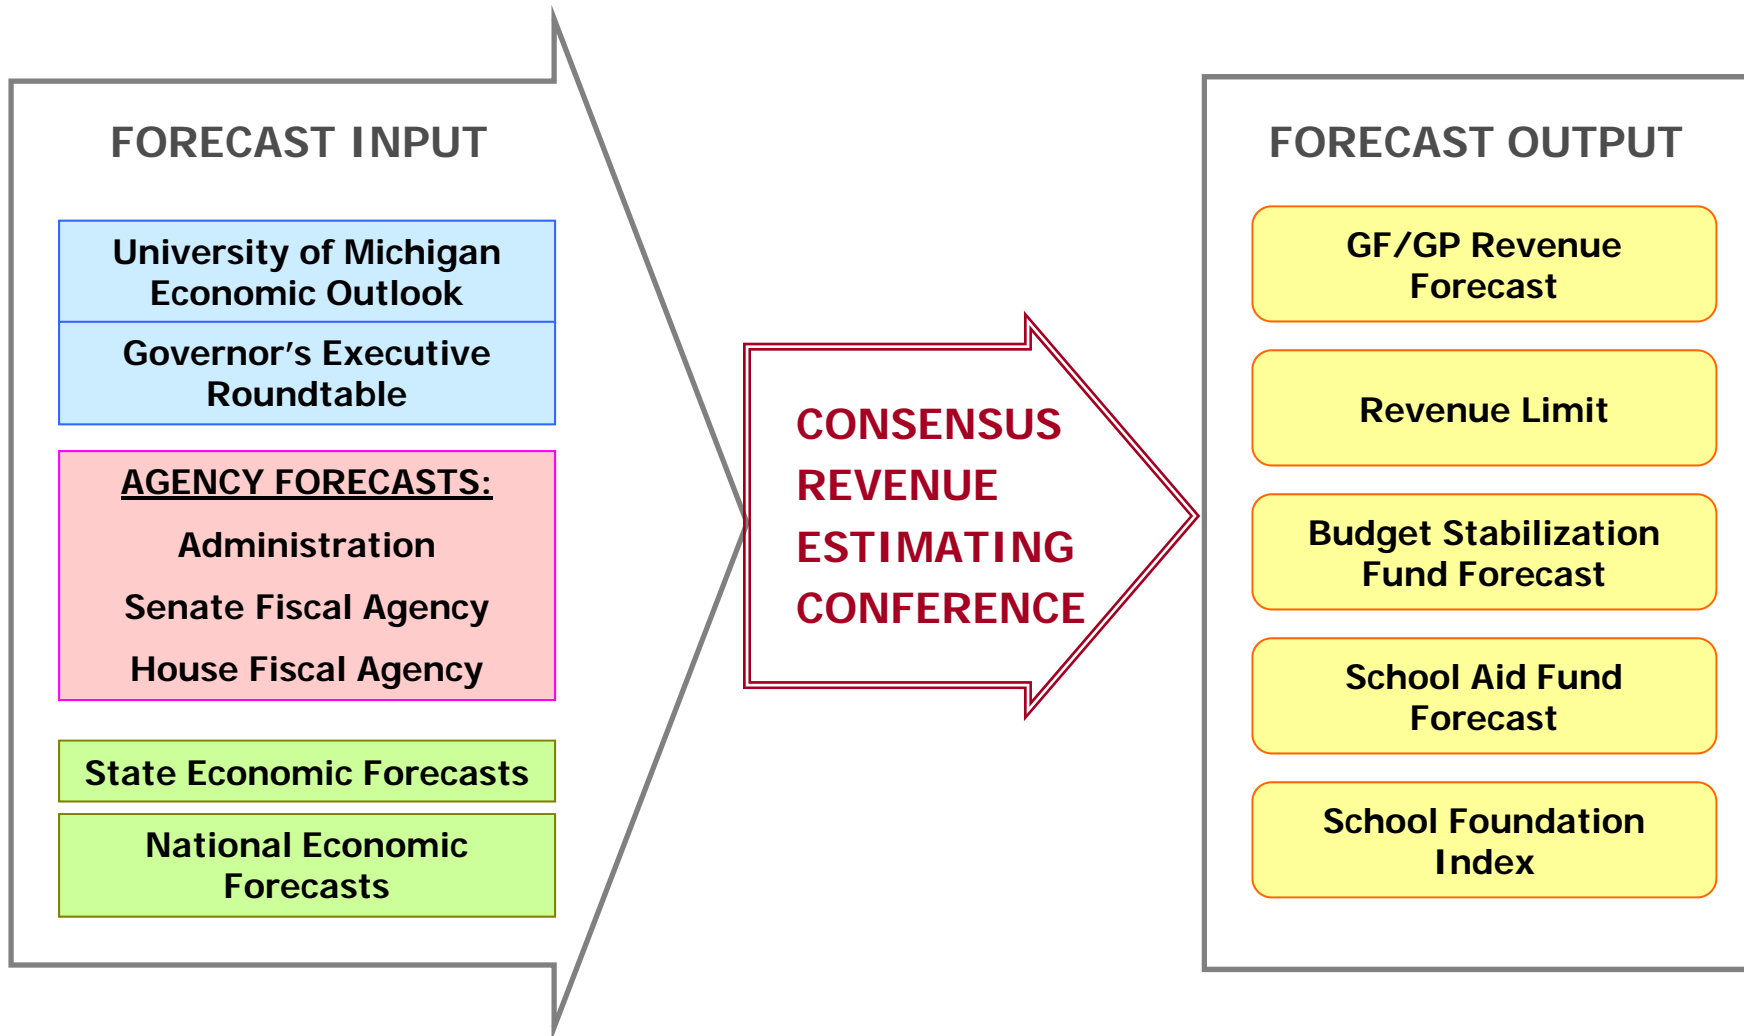 FORECAST INPUT
University of Michigan
Economic Outlook
Governor's Executive
Roundtable
AGENCY FORECASTS:
Administration
Senate Fiscal Agency
House Fiscal Agency
State Economic Forecasts
National Economic
Forecasts
CONSENSUS
REVENUE
ESTIMATING
CONFERENCE
FORECAST OUTPUT
GF/GP Revenue
Forecast
Revenue Limit
Budget Stabilization
Fund Forecast
School Aid Fund
Forecast
School Foundation
Index